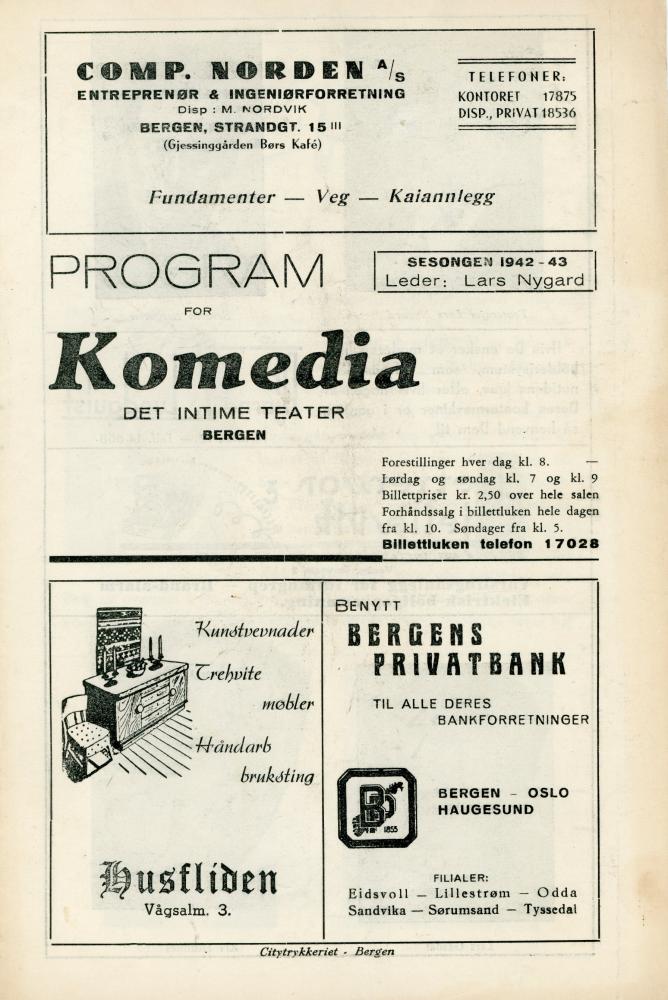 COMP. NORDEN A/s
ENTREPRENØR & INGENIØRFORRETNING
Disp : M. NORDVIK
BERGEN, STRANDGT. 15 III
(Gjessinggården Børs Kafé)
TELEFONER:
KONTORET 17875
DISP., PRIVAT 18536
Fundamenter — Veg — Kaiannlegg
PROGRAM
FOR
SESONGEN 1942 - 43
Leder: Lars Nygard
Komedia
DET INTIME TEATER
BERGEN
Forestillinger hver dag kl. 8. —
Lørdag og søndag kl. 7 og kl. 9
Billettpriser kr. 2,50 over hele salen
Forhåndssalg i billettluken hele dagen
fra kl. 10. Søndager fra kl. 5.
Billettluken telefon 17028
Kunstvevnader
Trehvite
møbler
Håndarb
bruksting
Husfliden
Vågsalm. 3.
BENYTT
BERGENS
PRIVATBANK
TIL ALLE DERES
BANKFORRETNINGER
BP
1855
BERGEN - OSLO
HAUGESUND
FILIALER:
Eidsvoll — Lillestrøm — Odda
Sandvika — Sørumsand — Tyssedal
Citytrykkeriet - Bergen